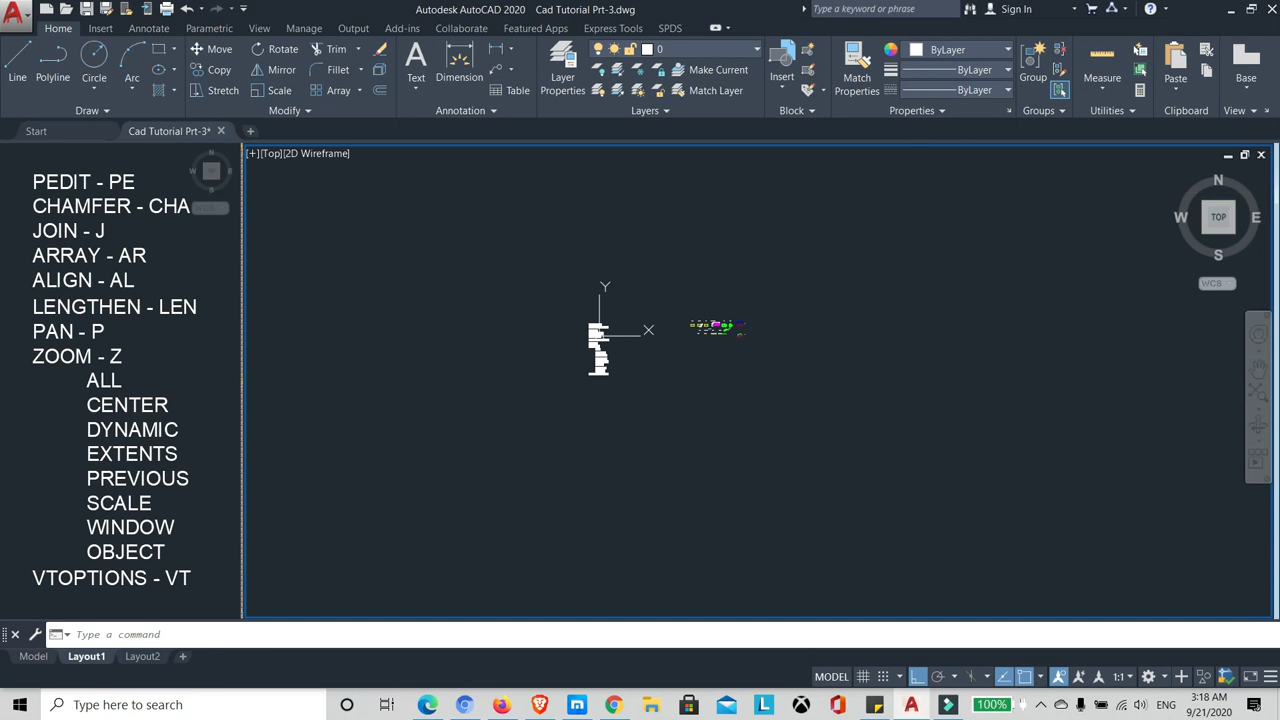 Autodesk AutoCAD 2020 Cad Tutorial Prt-3.dwg
Type a keyword or phrase
Sign In
Home Insert Annotate Parametric View Manage Output Add-ins Collaborate Featured Apps Express Tools SPDS
Line
Polyline
Circle
Arc
Move
Rotate
Trim
Copy
Mirror
Fillet
Stretch
Scale
Array
Text
Dimension
Table
Layer
Properties
0
Make Current
Match Layer
Insert
Match
Properties
ByLayer
ByLayer
ByLayer
Group
Measure
Paste
Base
Draw Modify Annotation Layers Block Properties Groups Utilities Clipboard View
Start Cad Tutorial Prt-3*
[+][Top][2D Wireframe]
N
W E
S
WCS
PEDIT - PE
CHAMFER - CHA
JOIN - J
ARRAY - AR
ALIGN - AL
LENGTHEN - LEN
PAN - P
ZOOM - Z
ALL
CENTER
DYNAMIC
EXTENTS
PREVIOUS
SCALE
WINDOW
OBJECT
VTOPTIONS - VT
Y
X
N
W TOP E
S
WCS
Type a command
Model Layout1 Layout2
MODEL
1:1
Type here to search
100%
ENG
3:18 AM
9/21/2020